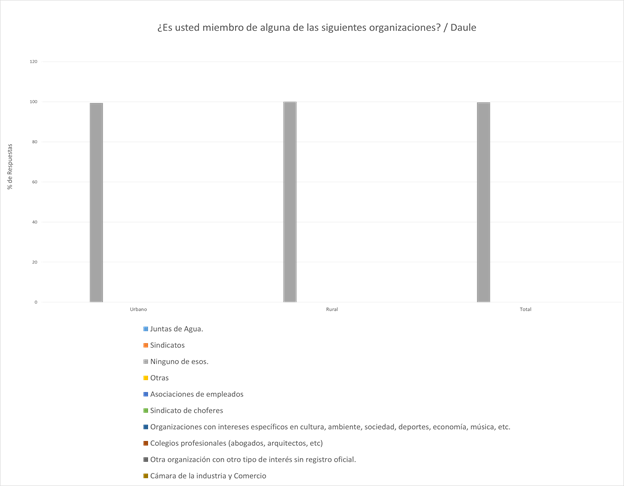 ¿Es usted miembro de alguna de las siguientes organizaciones? / Daule
120
100
80
60
40
20
0
% de Respuestas
Urbano Rural Total
Juntas de Agua.
Sindicatos
Ninguno de esos.
Otras
Asociaciones de empleados
Sindicato de choferes
Organizaciones con intereses específicos en cultura, ambiente, sociedad, deportes, economía, música, etc.
Colegios profesionales (abogados, arquitectos, etc)
Otra organización con otro tipo de interés sin registro oficial.
Cámara de la industria y Comercio